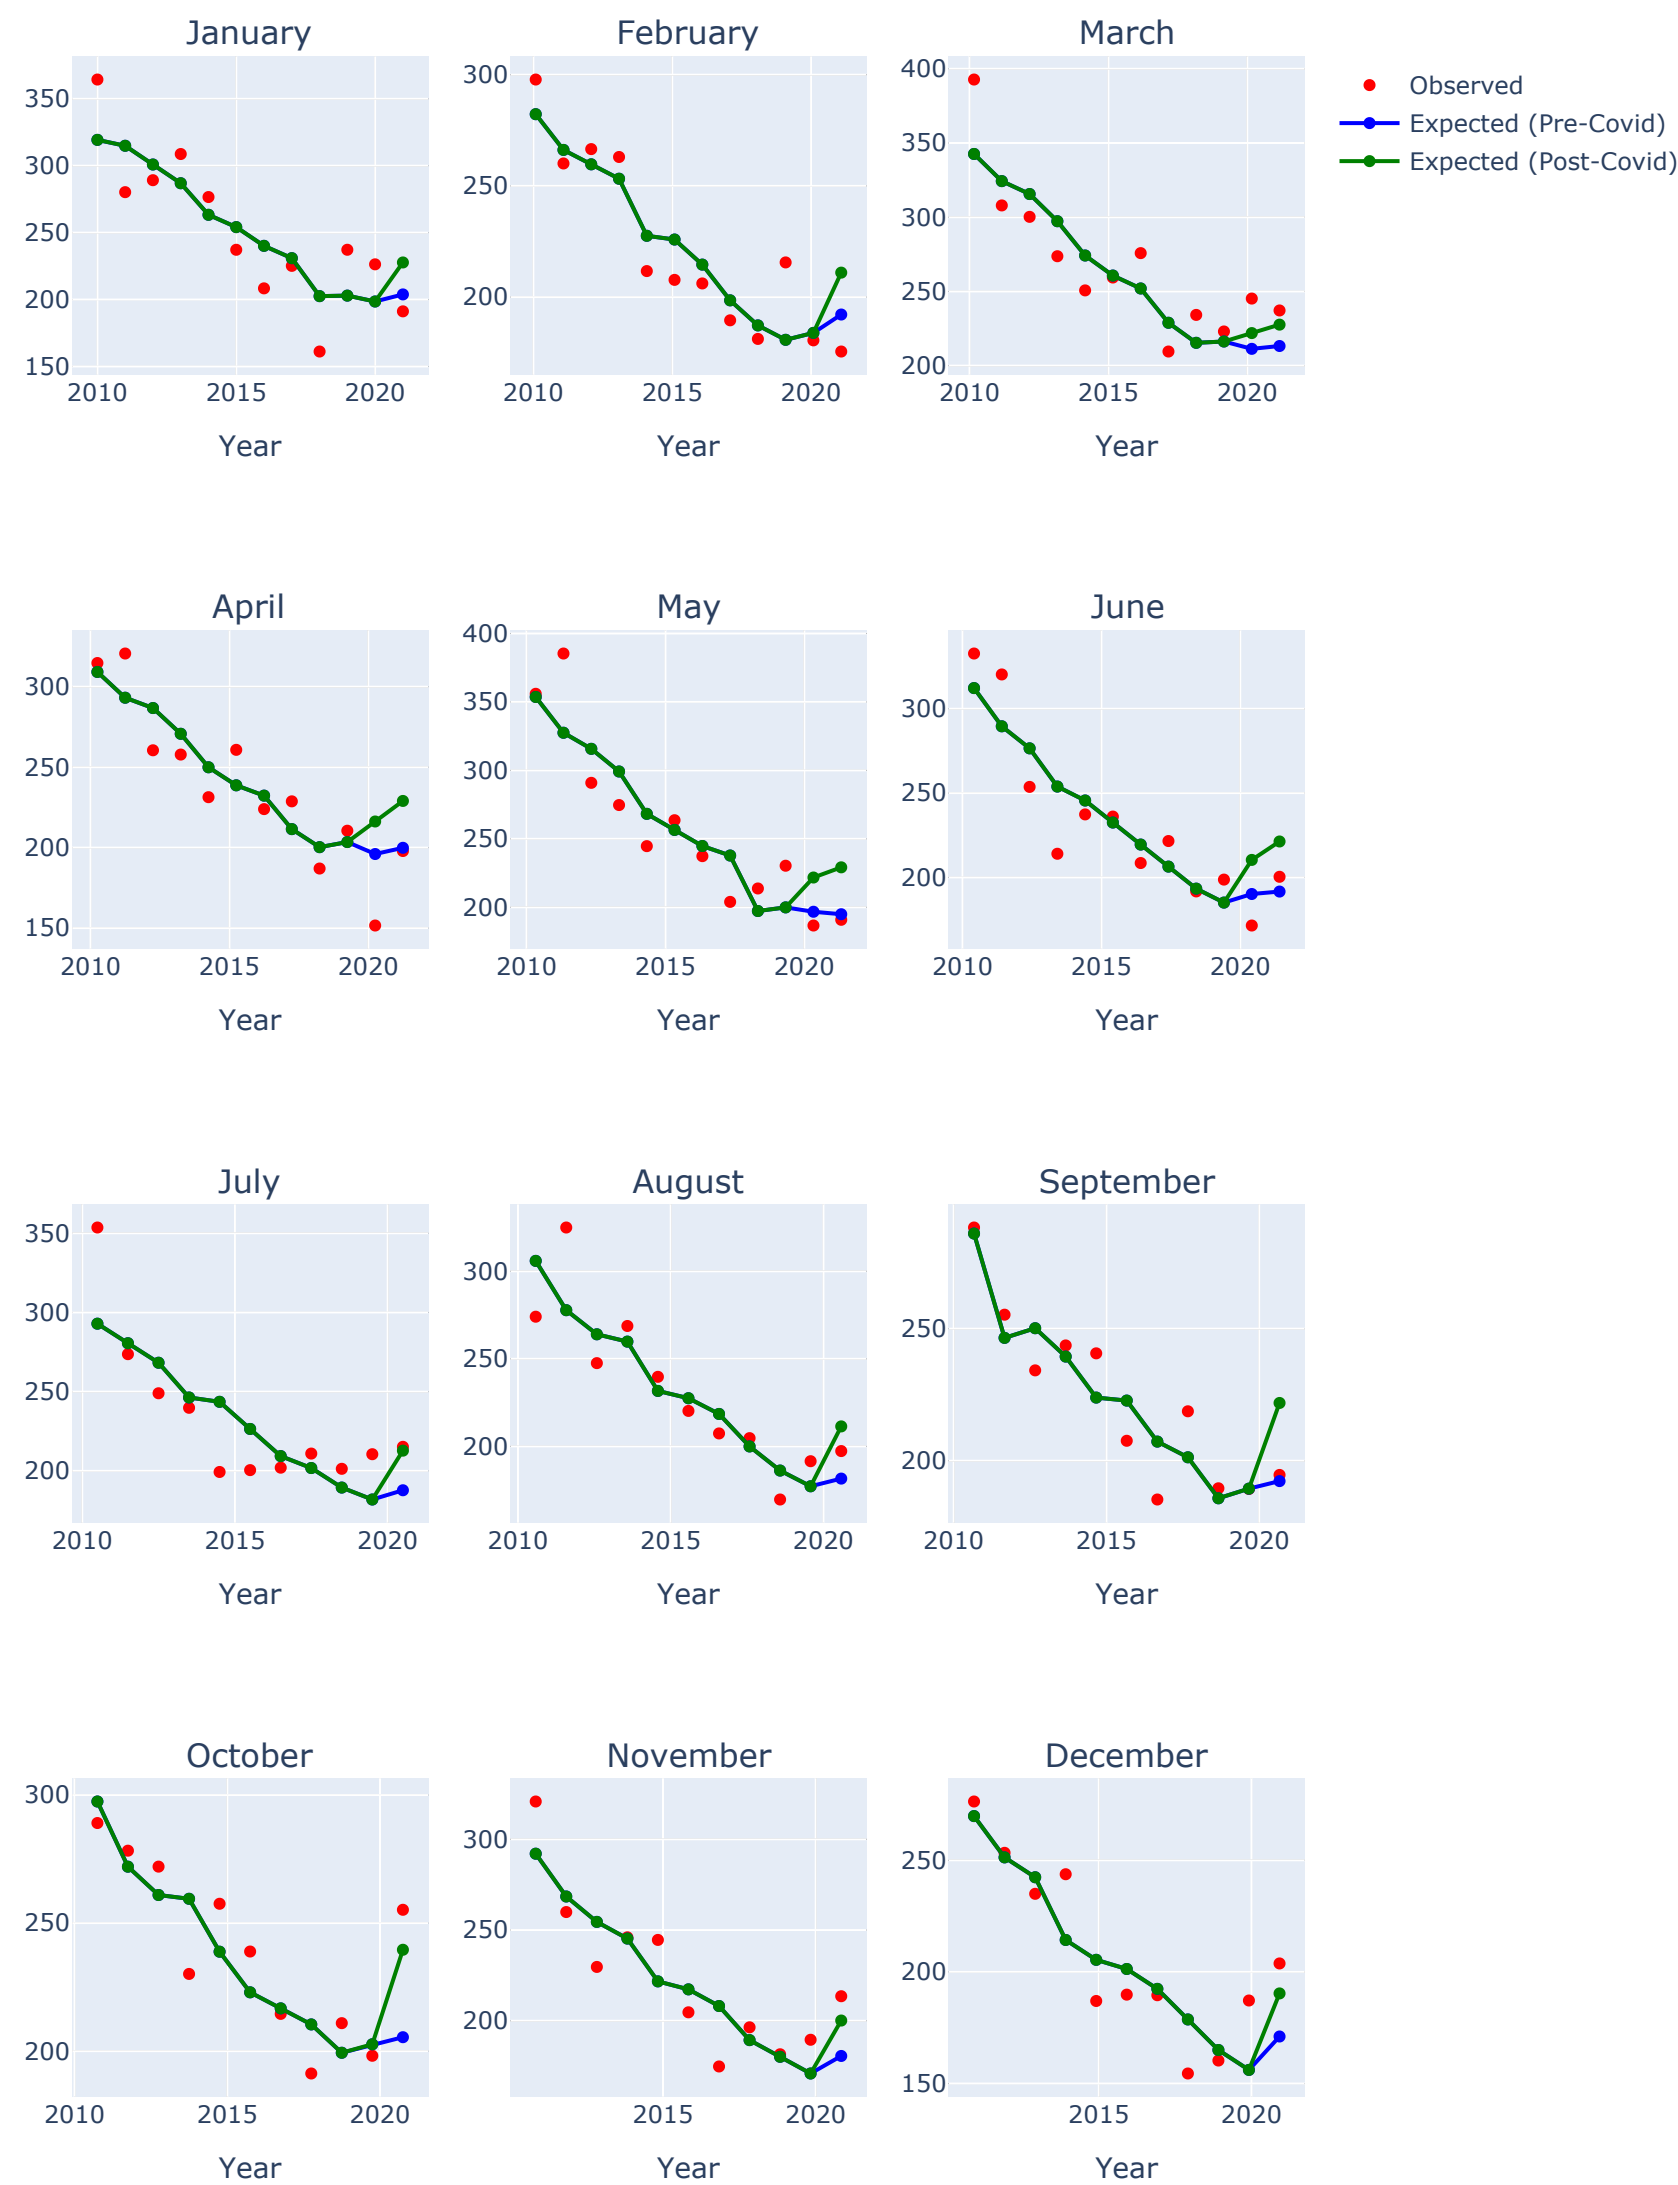 January
February
March
350
300
250
200
150
2010 2015 2020
Year
300
250
200
2010 2015 2020
Year
400
350
300
250
200
2010 2015 2020
Year
Observed
Expected (Pre-Covid)
Expected (Post-Covid)
April
May
June
300
250
200
150
2010 2015 2020
Year
400
350
300
250
200
2010 2015 2020
Year
300
250
200
2010 2015 2020
Year
July
August
September
350
300
250
200
2010 2015 2020
Year
300
250
200
2010 2015 2020
Year
250
200
2010 2015 2020
Year
October
November
December
300
250
200
2010 2015 2020
Year
300
250
200
2015 2020
Year
250
200
150
2015 2020
Year